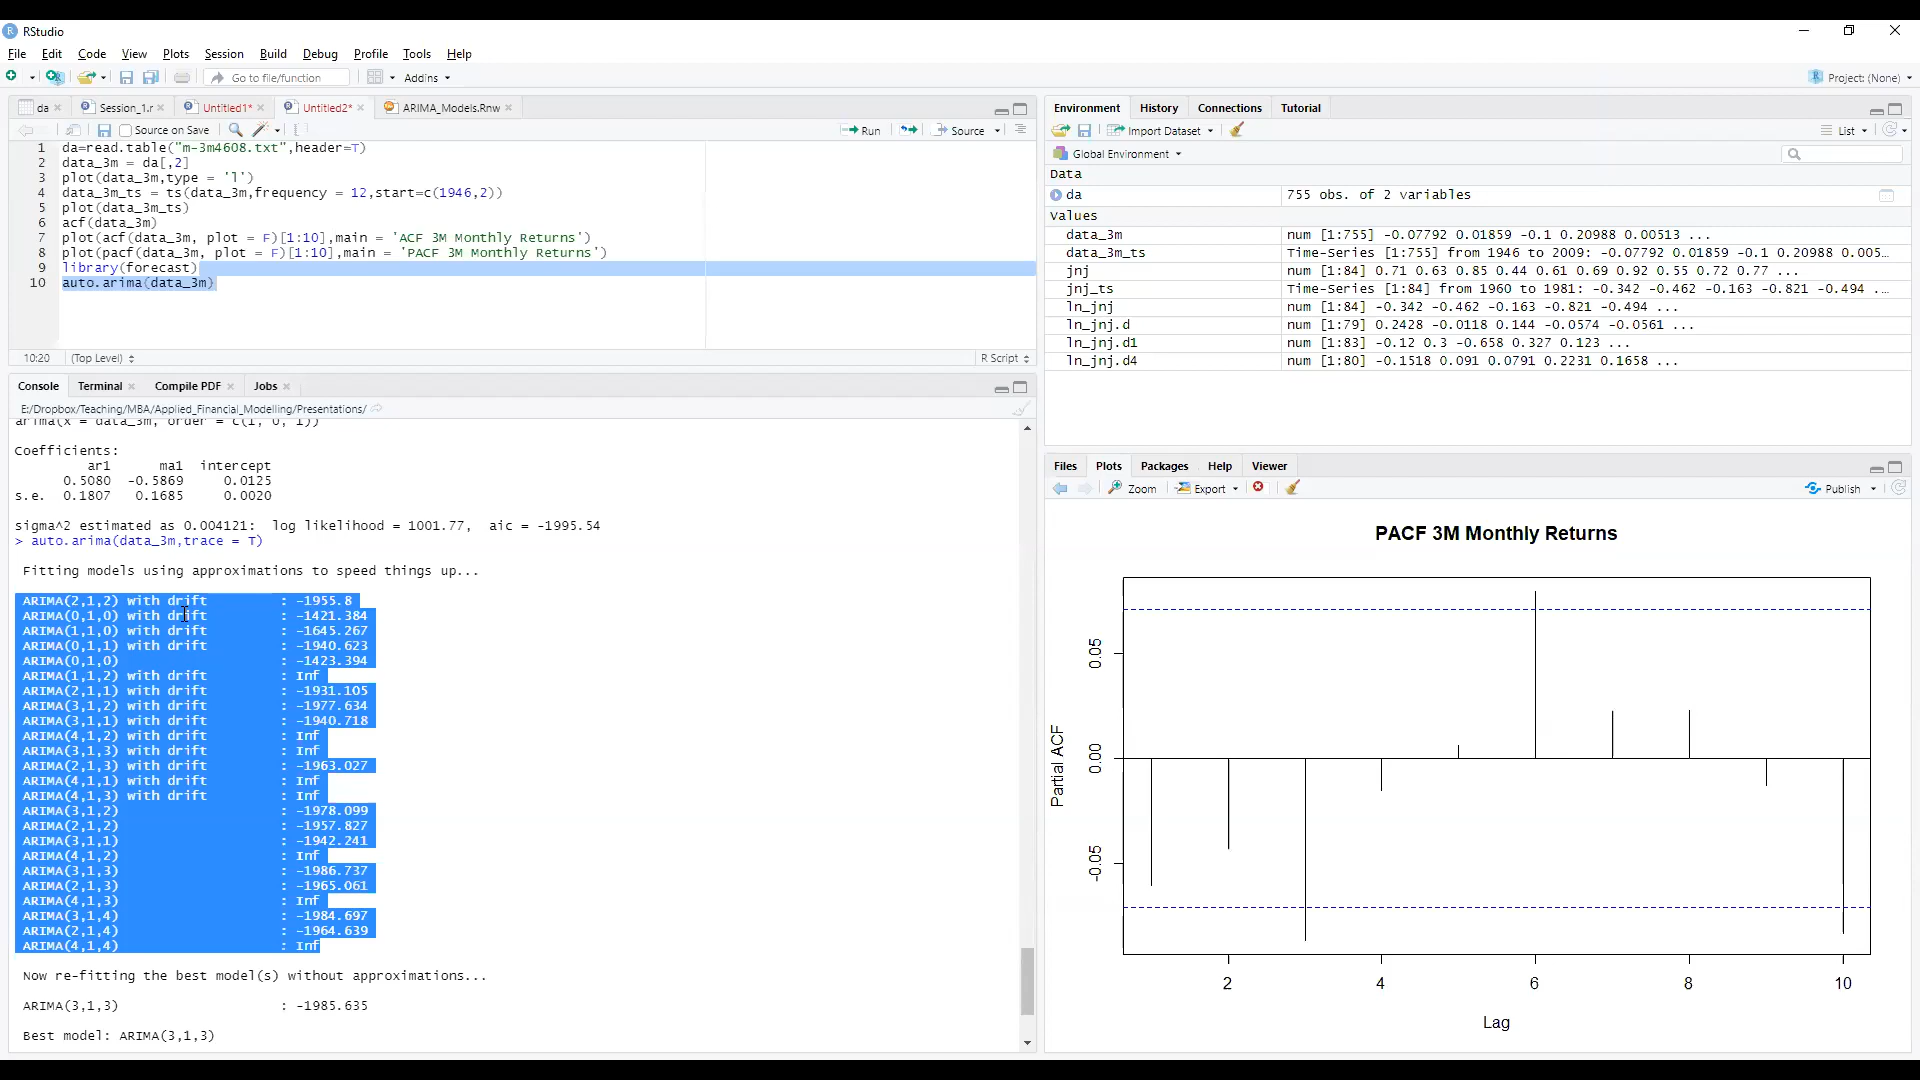 RStudio
File Edit Code View Plots Session Build Debug Profile Tools Help
Go to file/function Addins Project: (None)
da Session_1.r Untitled1* Untitled2* ARIMA_Models.Rnw
Source on Save Run Source
1 da=read.table("m-3m4608.txt",header=T)
2 data_3m = da[,2]
3 plot(data_3m,type = 'l')
4 data_3m_ts = ts(data_3m,frequency = 12,start=c(1946,2))
5 plot(data_3m_ts)
6 acf(data_3m)
7 plot(acf(data_3m, plot = F)[1:10],main = 'ACF 3M Monthly Returns')
8 plot(pacf(data_3m, plot = F)[1:10],main = 'PACF 3M Monthly Returns')
9 library(forecast)
10 auto.arima(data_3m)
10:20 (Top Level) R Script
Console Terminal Compile PDF Jobs
E:/Dropbox/Teaching/MBA/Applied_Financial_Modelling/Presentations/
arima(x = data_3m, order = c(1, 0, 1))
Coefficients:
ar1 ma1 intercept
0.5080 -0.5869 0.0125
s.e. 0.1807 0.1685 0.0020
sigma^2 estimated as 0.004121: log likelihood = 1001.77, aic = -1995.54
> auto.arima(data_3m,trace = T)
Fitting models using approximations to speed things up...
ARIMA(2,1,2) with drift : -1955.8
ARIMA(0,1,0) with drift : -1421.384
ARIMA(1,1,0) with drift : -1645.267
ARIMA(0,1,1) with drift : -1940.623
ARIMA(0,1,0) : -1423.394
ARIMA(1,1,2) with drift : Inf
ARIMA(2,1,1) with drift : -1931.105
ARIMA(3,1,2) with drift : -1977.634
ARIMA(3,1,1) with drift : -1940.718
ARIMA(4,1,2) with drift : Inf
ARIMA(3,1,3) with drift : Inf
ARIMA(2,1,3) with drift : -1963.027
ARIMA(4,1,1) with drift : Inf
ARIMA(4,1,3) with drift : Inf
ARIMA(3,1,2) : -1978.099
ARIMA(2,1,2) : -1957.827
ARIMA(3,1,1) : -1942.241
ARIMA(4,1,2) : Inf
ARIMA(3,1,3) : -1986.737
ARIMA(2,1,3) : -1965.061
ARIMA(4,1,3) : Inf
ARIMA(3,1,4) : -1984.697
ARIMA(2,1,4) : -1964.639
ARIMA(4,1,4) : Inf
Now re-fitting the best model(s) without approximations...
ARIMA(3,1,3) : -1985.635
Best model: ARIMA(3,1,3)
Environment History Connections Tutorial
Import Dataset List
Global Environment
Data
da 755 obs. of 2 variables
Values
data_3m num [1:755] -0.07792 0.01859 -0.1 0.20988 0.00513 ...
data_3m_ts Time-Series [1:755] from 1946 to 2009: -0.07792 0.01859 -0.1 0.20988 0.005…
jnj num [1:84] 0.71 0.63 0.85 0.44 0.61 0.69 0.92 0.55 0.72 0.77 ...
jnj_ts Time-Series [1:84] from 1960 to 1981: -0.342 -0.462 -0.163 -0.821 -0.494 ...
ln_jnj num [1:84] -0.342 -0.462 -0.163 -0.821 -0.494 ...
ln_jnj.d num [1:79] 0.2428 -0.0118 0.144 -0.0574 -0.0561 ...
ln_jnj.d1 num [1:83] -0.12 0.3 -0.658 0.327 0.123 ...
ln_jnj.d4 num [1:80] -0.1518 0.091 0.0791 0.2231 0.1658 ...
Files Plots Packages Help Viewer
Zoom Export Publish
PACF 3M Monthly Returns
Partial ACF
0.05
0.00
-0.05
2 4 6 8 10
Lag